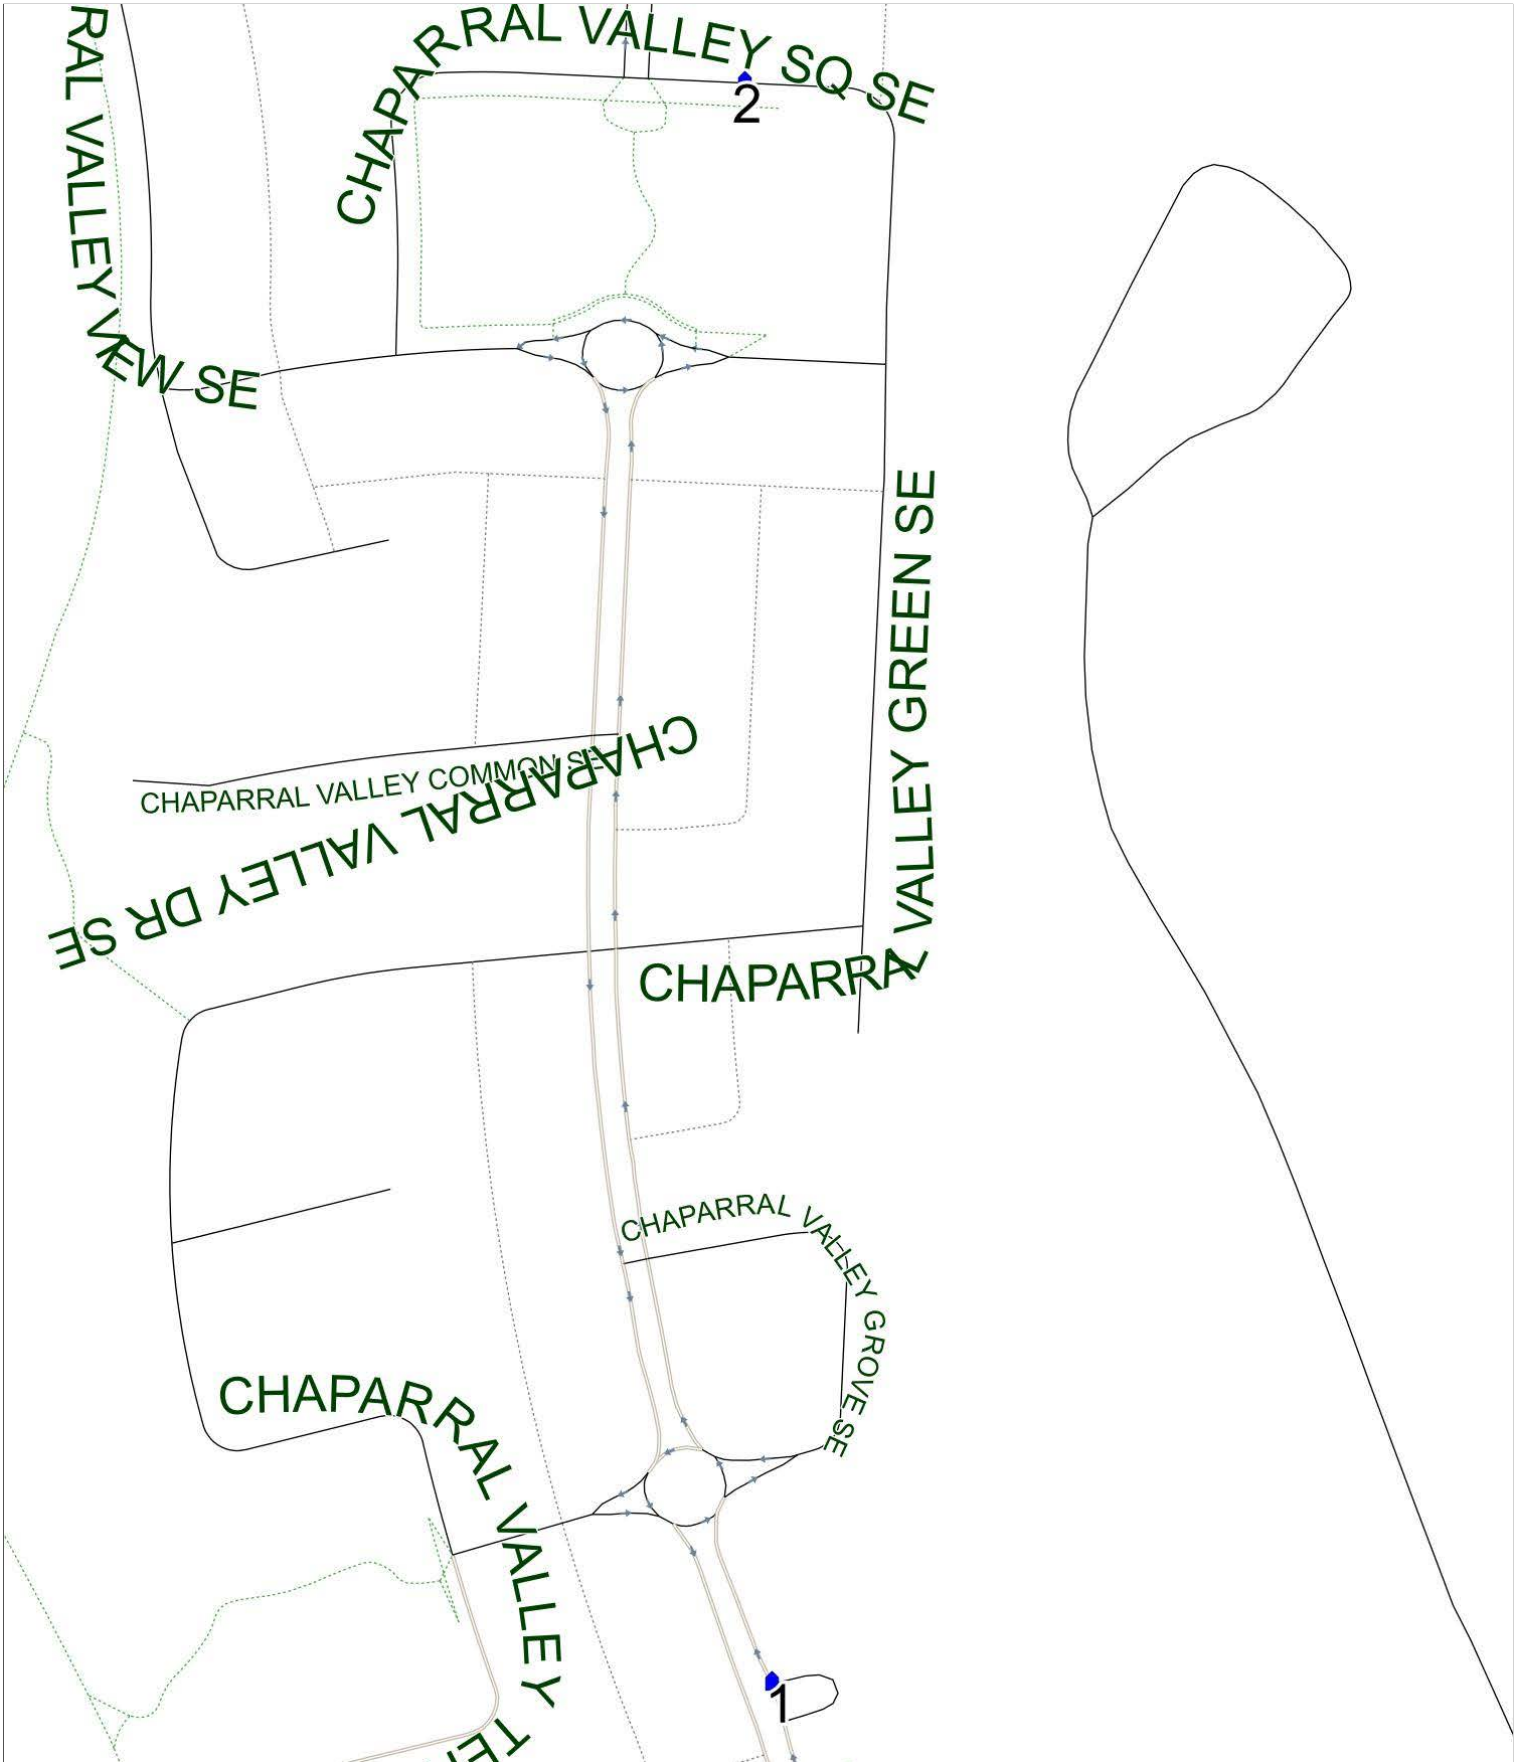 RAL VALLEY VIEW SE
CHAPARRAL VALLEY SQ SE
2
VALLEY GREEN SE
CHAPARRAL VALLEY COMMON SE
CHAPARRAL VALLEY DR SE
CHAPARRAL
CHAPARRAL VALLEY GROVE SE
CHAPARRAL VALLEY
TE
1